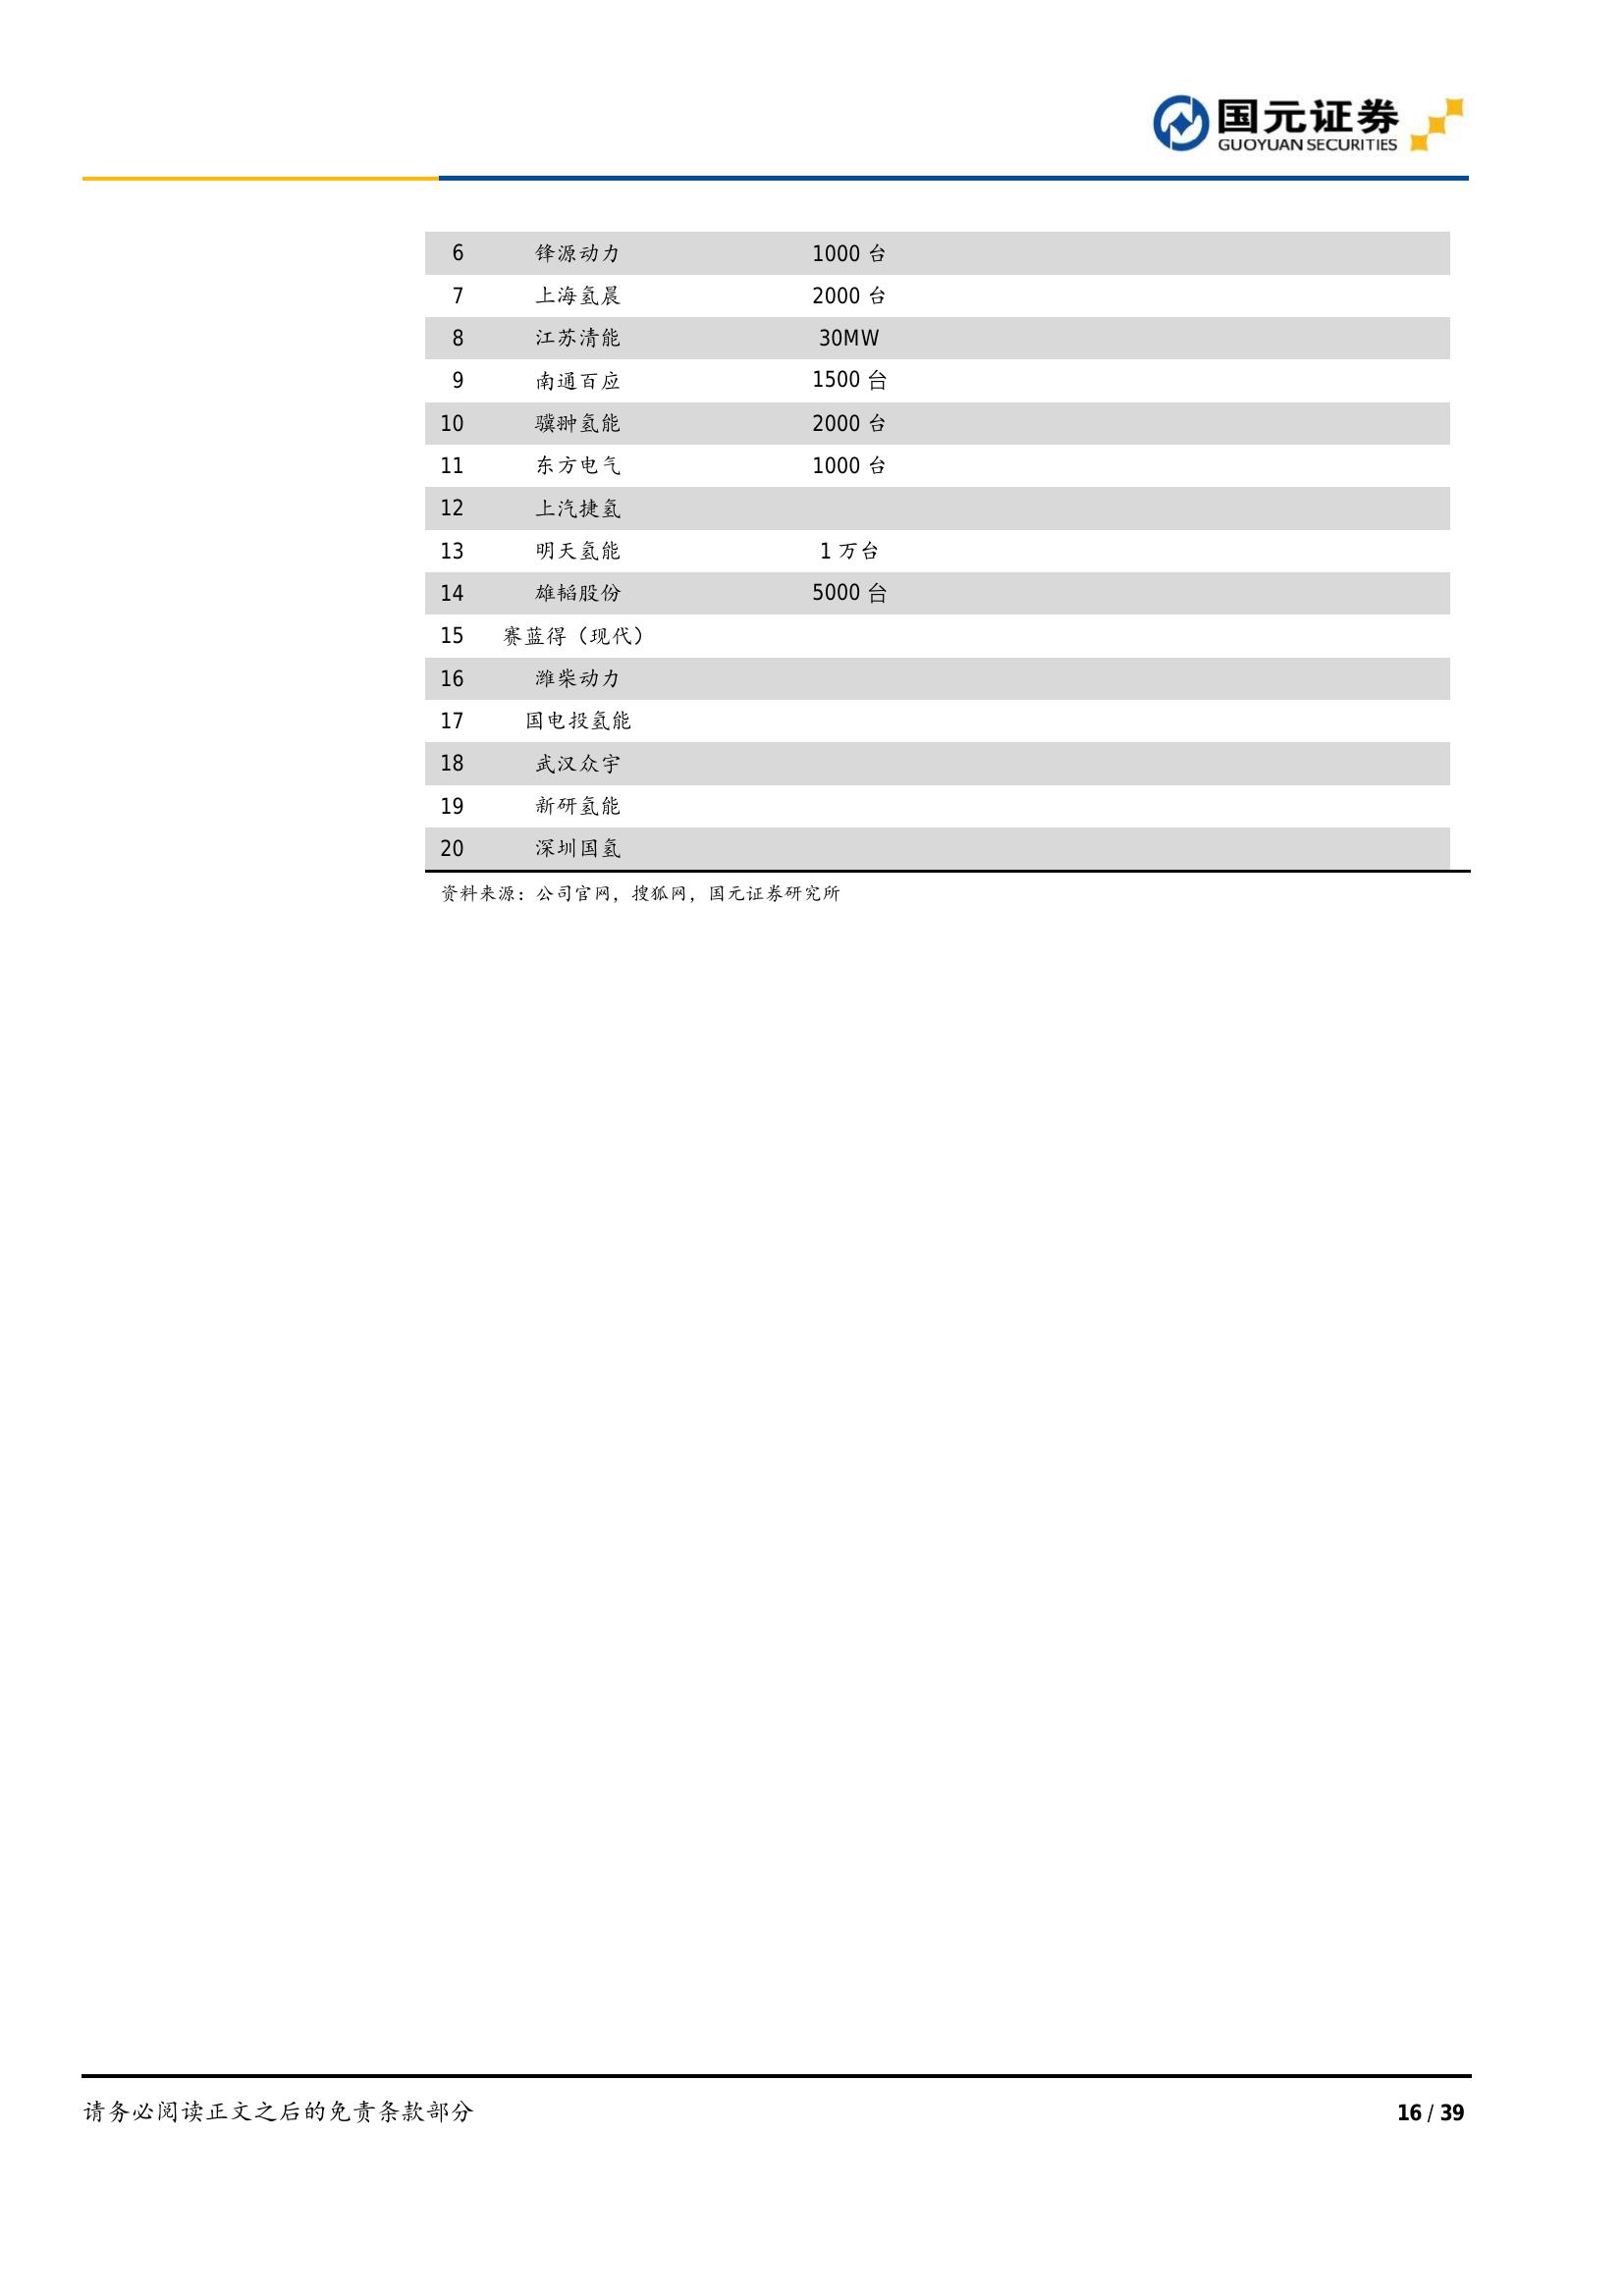 国元证券
GUOYUAN SECURITIES
6 锋源动力 1000 台
7 上海氢晨 2000 台
8 江苏清能 30MW
9 南通百应 1500 台
10 骥翀氢能 2000 台
11 东方电气 1000 台
12 上汽捷氢
13 明天氢能 1 万台
14 雄韬股份 5000 台
15 赛蓝得（现代）
16 潍柴动力
17 国电投氢能
18 武汉众宇
19 新研氢能
20 深圳国氢
资料来源：公司官网，搜狐网，国元证券研究所
请务必阅读正文之后的免责条款部分 16 / 39